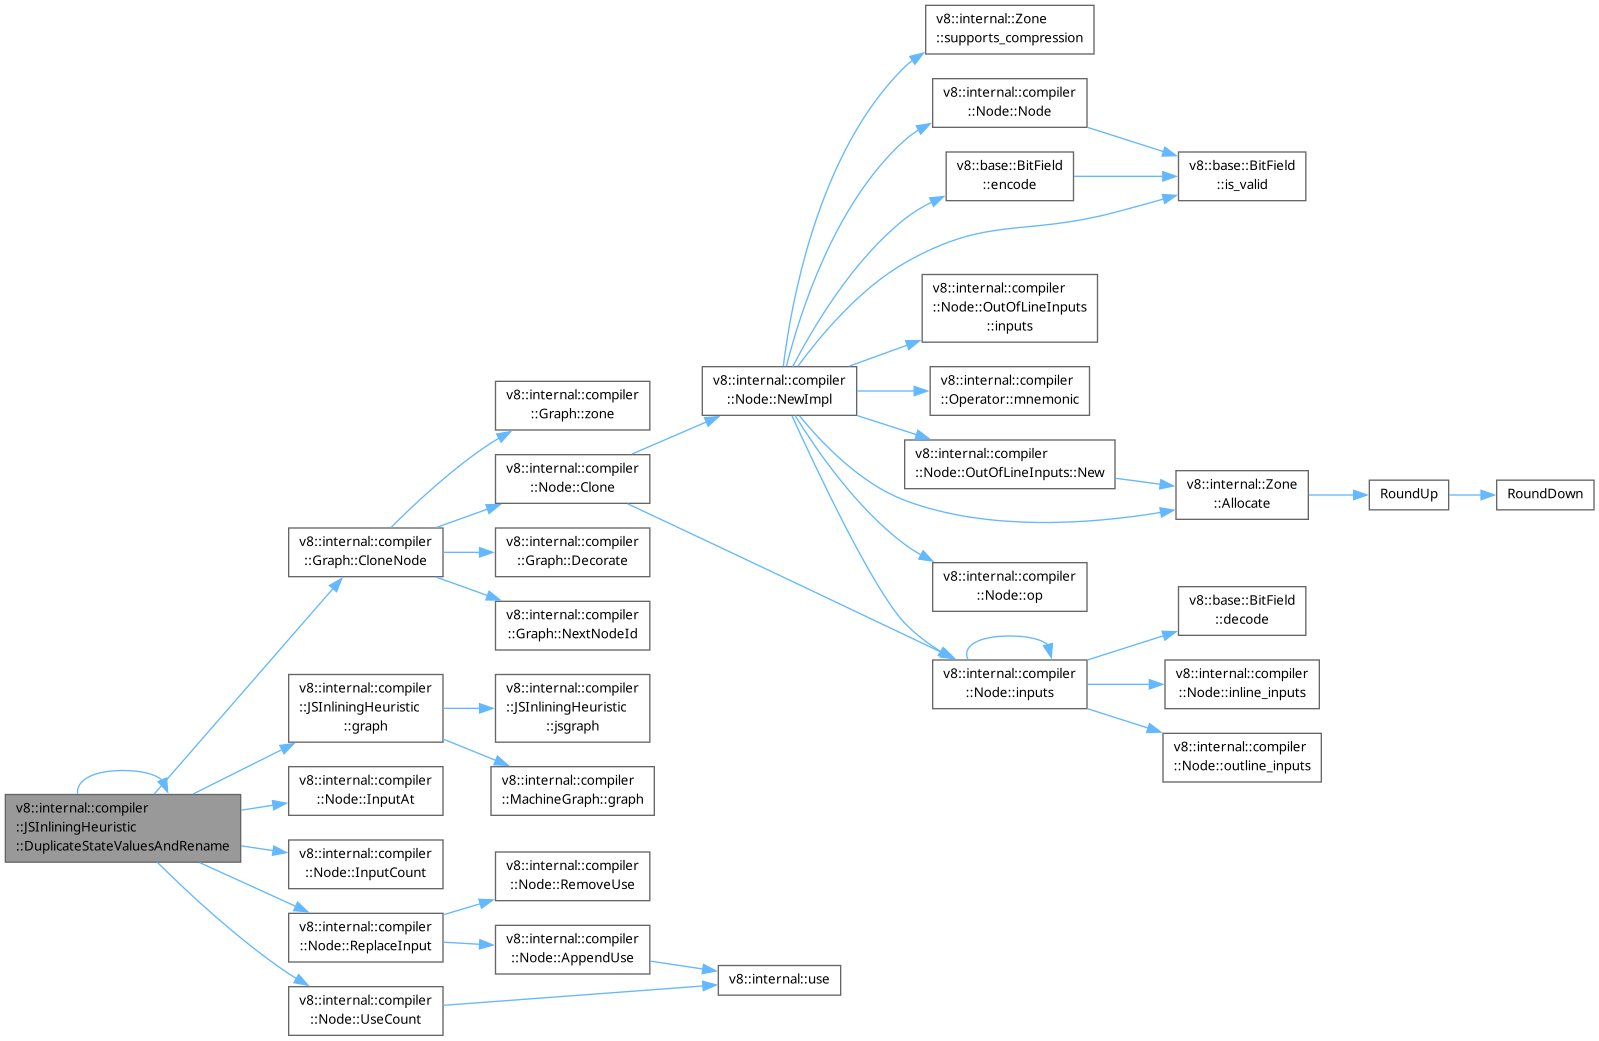 v8::internal::Zone
::supports_compression
v8::internal::compiler
::Node::Node
v8::base::BitField
::encode
v8::base::BitField
::is_valid
v8::internal::compiler
::Node::OutOfLineInputs
::inputs
v8::internal::compiler
::Node::NewImpl
v8::internal::compiler
::Operator::mnemonic
v8::internal::compiler
::Graph::zone
v8::internal::compiler
::Node::OutOfLineInputs::New
v8::internal::compiler
::Node::Clone
v8::internal::Zone
::Allocate
RoundUp
RoundDown
v8::internal::compiler
::Graph::CloneNode
v8::internal::compiler
::Graph::Decorate
v8::internal::compiler
::Node::op
v8::base::BitField
::decode
v8::internal::compiler
::Graph::NextNodeId
v8::internal::compiler
::Node::inputs
v8::internal::compiler
::Node::inline_inputs
v8::internal::compiler
::JSInliningHeuristic
::graph
v8::internal::compiler
::JSInliningHeuristic
::jsgraph
v8::internal::compiler
::Node::outline_inputs
v8::internal::compiler
::Node::InputAt
v8::internal::compiler
::MachineGraph::graph
v8::internal::compiler
::JSInliningHeuristic
::DuplicateStateValuesAndRename
v8::internal::compiler
::Node::InputCount
v8::internal::compiler
::Node::RemoveUse
v8::internal::compiler
::Node::ReplaceInput
v8::internal::compiler
::Node::AppendUse
v8::internal::use
v8::internal::compiler
::Node::UseCount